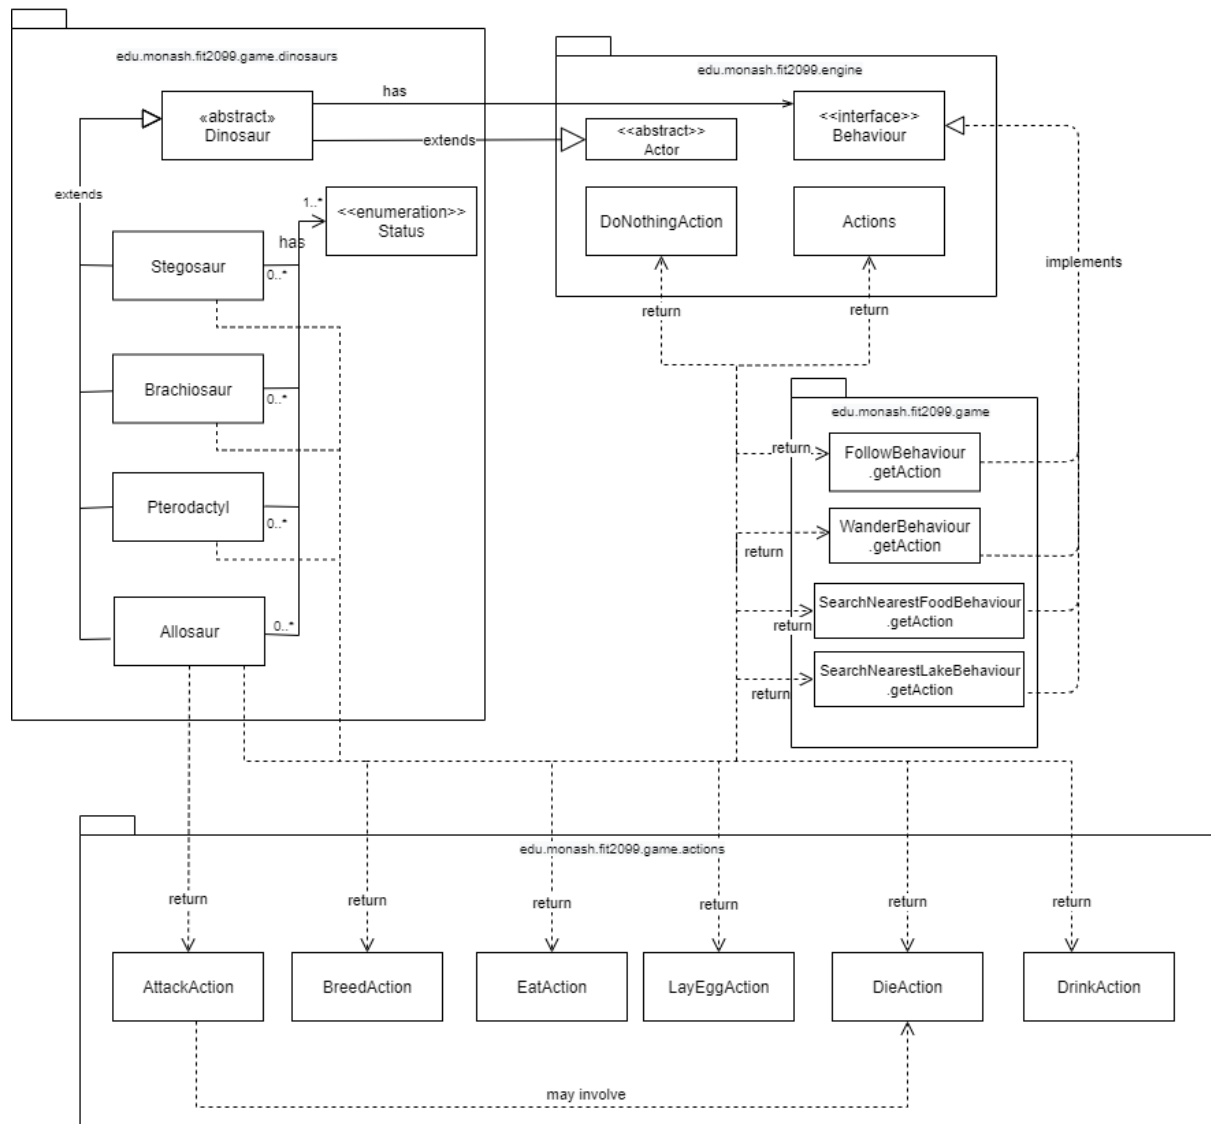 edu.monash.fit2099.game.dinosaurs
«abstract»
Dinosaur
has
extends
extends
1..*
<<enumeration>>
Status
has
Stegosaur
0..*
Brachiosaur
0..*
Pterodactyl
0..*
Allosaur
0..*
edu.monash.fit2099.engine
<<abstract>>
Actor
<<interface>>
Behaviour
DoNothingAction
Actions
return
return
implements
edu.monash.fit2099.game
return
FollowBehaviour
.getAction
return
WanderBehaviour
.getAction
return
SearchNearestFoodBehaviour
.getAction
return
SearchNearestLakeBehaviour
.getAction
edu.monash.fit2099.game.actions
return
return
return
return
return
return
AttackAction
BreedAction
EatAction
LayEggAction
DieAction
DrinkAction
may involve